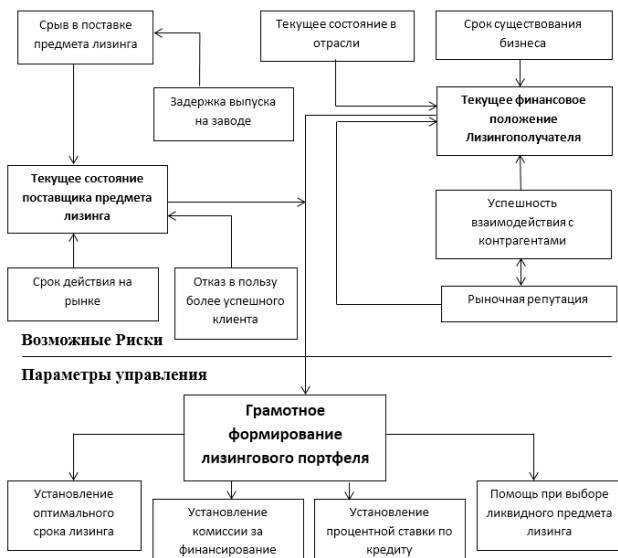 Срыв в поставке
предмета лизинга
Текущее состояние в
отрасли
Срок существования
бизнеса
Задержка выпуска
на заводе
Текущее финансовое
положение
Лизингополучателя
Текущее состояние
поставщика предмета
лизинга
Успешность
взаимодействия с
контрагентами
Срок действия на
рынке
Отказ в пользу
более успешного
клиента
Рыночная репутация
Возможные Риски
Параметры управления
Грамотное
формирование
лизингового портфеля
Установление
оптимального
срока лизинга
Установление
комиссии за
финансирование
Установление
процентной ставки по
кредиту
Помощь при выборе
ликвидного предмета
лизинга